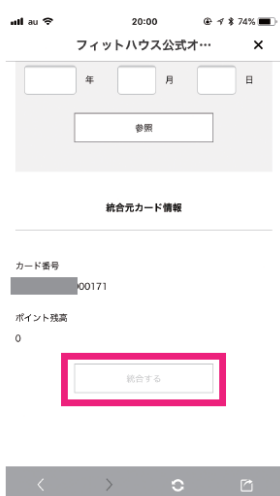 au 20:00 74%
フィットハウス公式オ… ×
年 月 日
参照
統合元カード情報
カード番号
00171
ポイント残高
0
統合する